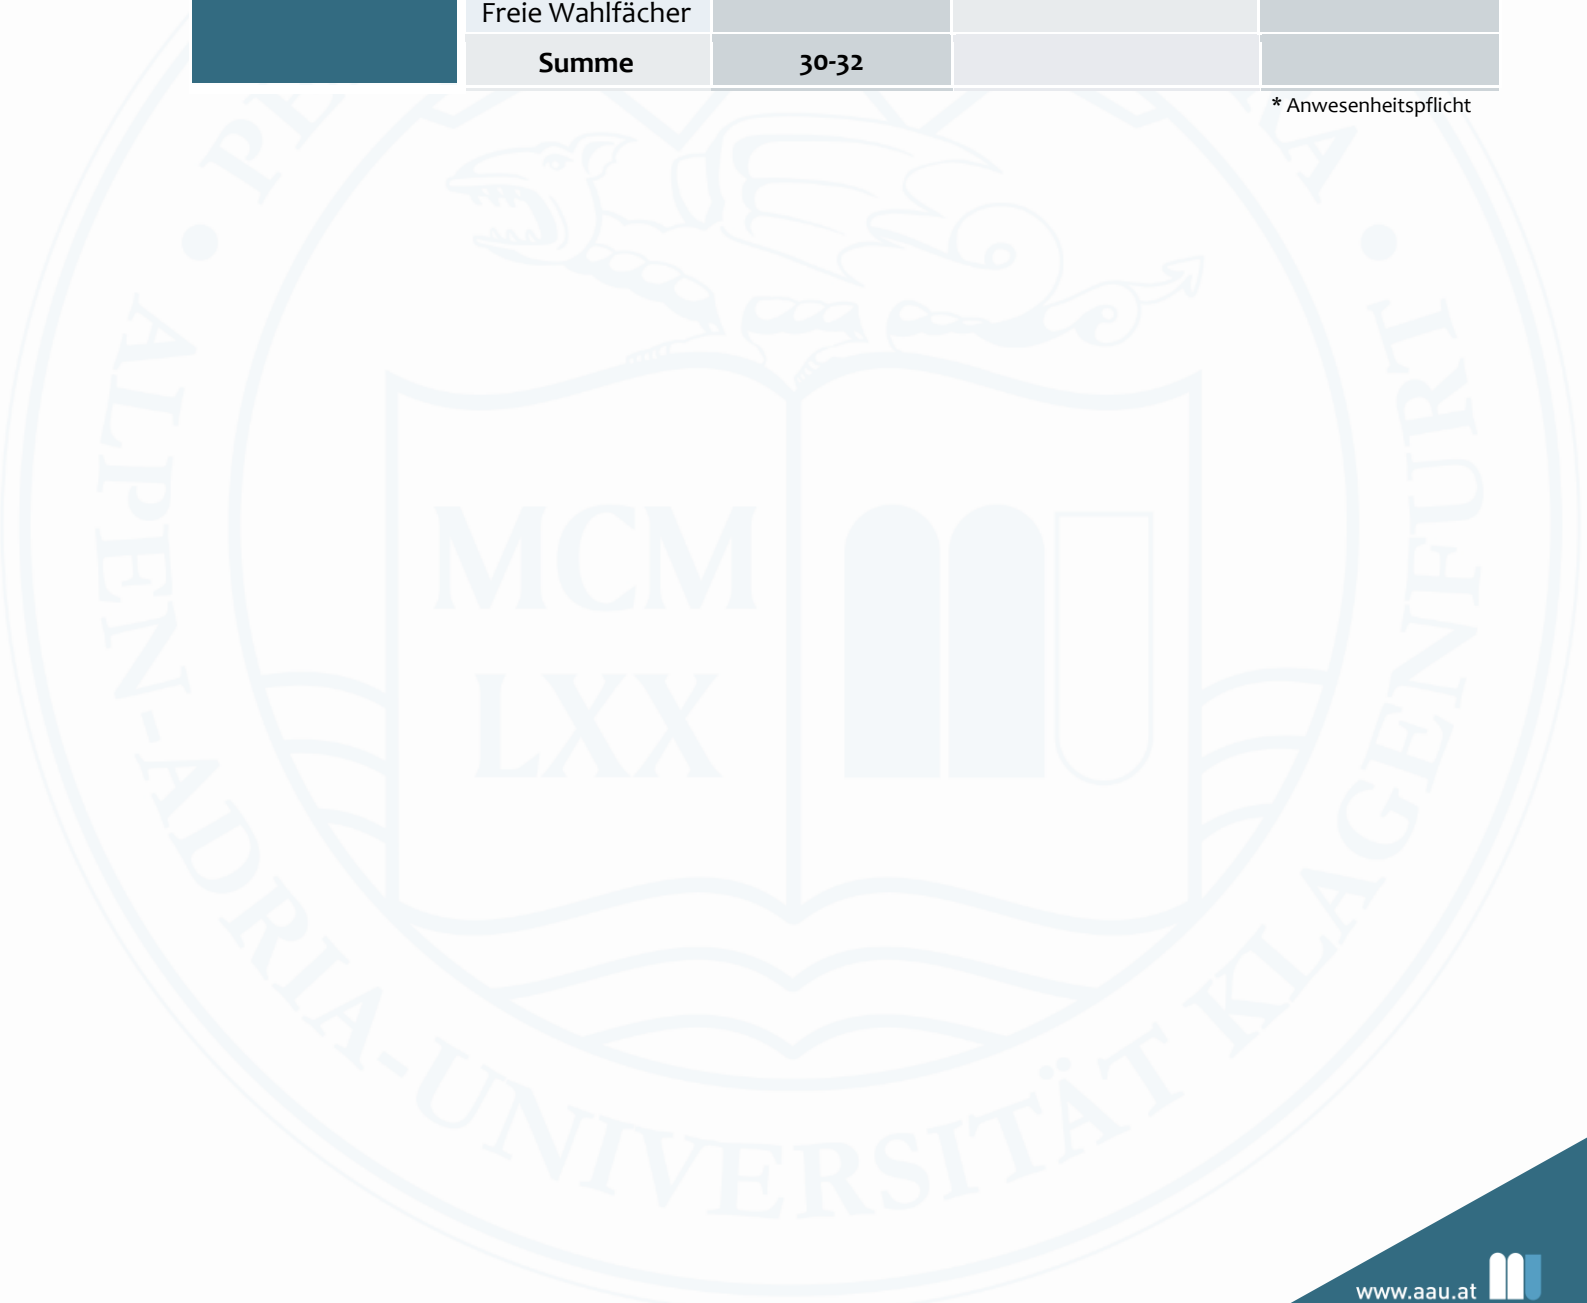 Freie Wahlfächer
Summe 30-32
* Anwesenheitspflicht
ALPEN-ADRIA-UNIVERSITÄT KLAGENFURT
MCM
LXX
www.aau.at